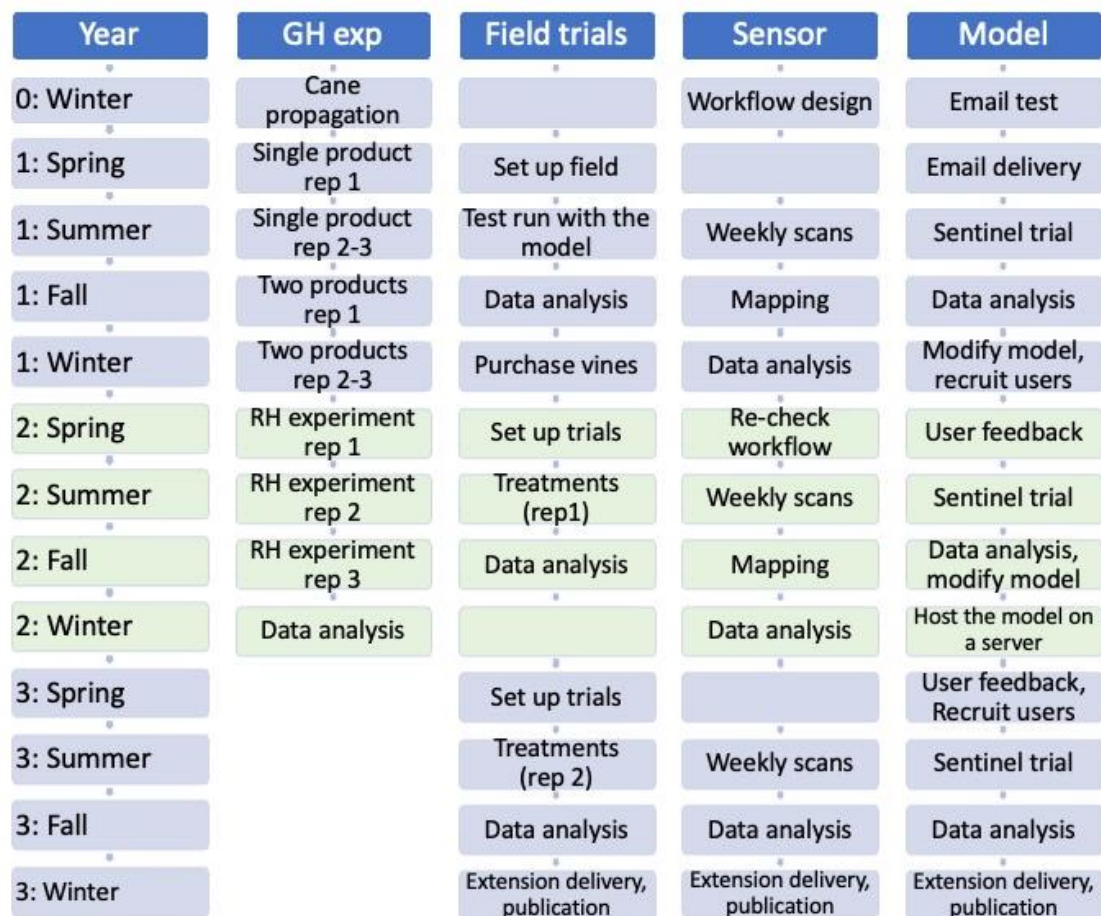 Year GH exp Field trials Sensor Model
0: Winter
Cane
propagation
Workflow design
Email test
1: Spring
Single product
rep 1
Set up field
Email delivery
1: Summer
Single product
rep 2-3
Test run with the
model
Weekly scans
Sentinel trial
1: Fall
Two products
rep 1
Data analysis
Mapping
Data analysis
1: Winter
Two products
rep 2-3
Purchase vines
Data analysis
Modify model,
recruit users
2: Spring
RH experiment
rep 1
Set up trials
Re-check
workflow
User feedback
2: Summer
RH experiment
rep 2
Treatments
(rep1)
Weekly scans
Sentinel trial
2: Fall
RH experiment
rep 3
Data analysis
Mapping
Data analysis,
modify model
2: Winter
Data analysis
Data analysis
Host the model on
a server
3: Spring
Set up trials
User feedback,
Recruit users
3: Summer
Treatments
(rep 2)
Weekly scans
Sentinel trial
3: Fall
Data analysis
Data analysis
Data analysis
3: Winter
Extension delivery,
publication
Extension delivery,
publication
Extension delivery,
publication